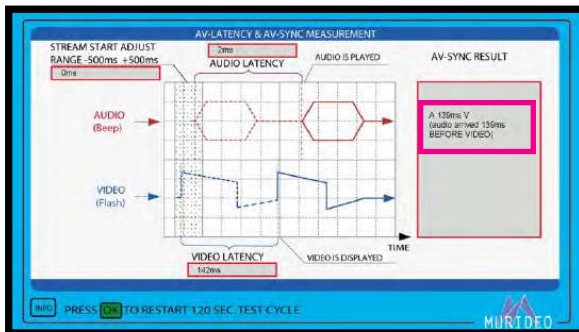 AV-LATENCY & AV-SYNC MEASUREMENT
STREAM START ADJUST
RANGE -500ms +500ms
0ms
2ms
AUDIO LATENCY
AUDIO IS PLAYED
AV-SYNC RESULT
AUDIO
(Beep)
A 139ms V
(audio arrived 139ms
BEFORE VIDEO)
VIDEO
(Flash)
TIME
VIDEO LATENCY
VIDEO IS DISPLAYED
142ms
INFO
PRESS OK TO RESTART 120 SEC. TEST CYCLE
MURIDEO